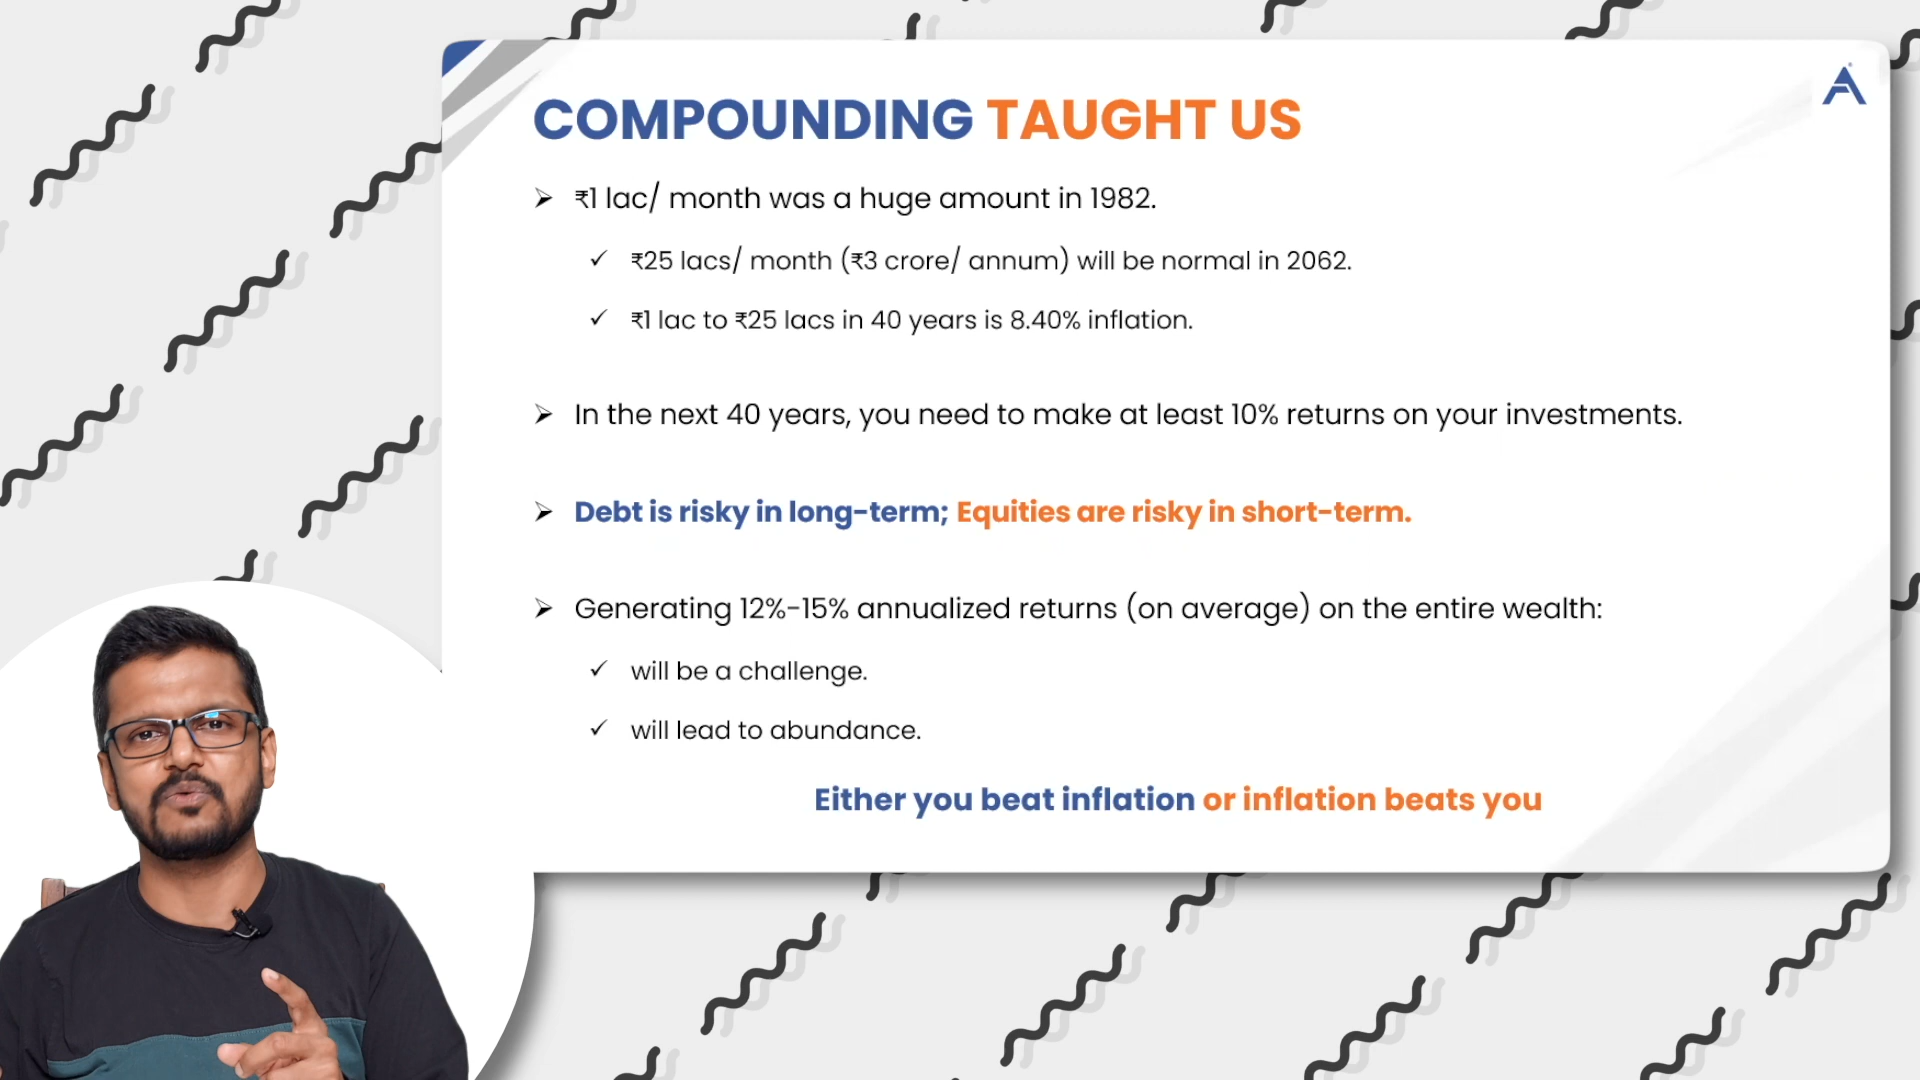 COMPOUNDING TAUGHT US
➢ ₹1 lac/ month was a huge amount in 1982.
✓ ₹25 lacs/ month (₹3 crore/ annum) will be normal in 2062.
✓ ₹1 lac to ₹25 lacs in 40 years is 8.40% inflation.
➢ In the next 40 years, you need to make at least 10% returns on your investments.
➢ Debt is risky in long-term; Equities are risky in short-term.
➢ Generating 12%-15% annualized returns (on average) on the entire wealth:
✓ will be a challenge.
✓ will lead to abundance.
Either you beat inflation or inflation beats you